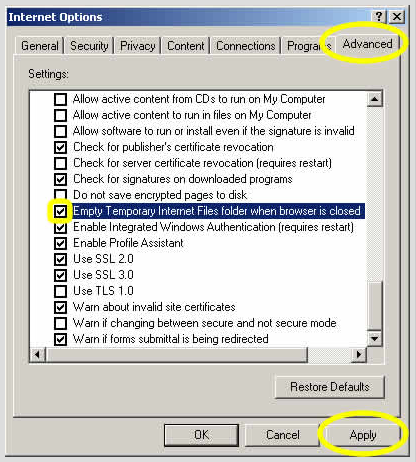 Internet Options
General Security Privacy Content Connections Programs Advanced
Settings:
Allow active content from CDs to run on My Computer
Allow active content to run in files on My Computer
Allow software to run or install even if the signature is invalid
Check for publisher's certificate revocation
Check for server certificate revocation (requires restart)
Check for signatures on downloaded programs
Do not save encrypted pages to disk
Empty Temporary Internet Files folder when browser is closed
Enable Integrated Windows Authentication (requires restart)
Enable Profile Assistant
Use SSL 2.0
Use SSL 3.0
Use TLS 1.0
Warn about invalid site certificates
Warn if changing between secure and not secure mode
Warn if forms submittal is being redirected
Restore Defaults
OK Cancel Apply